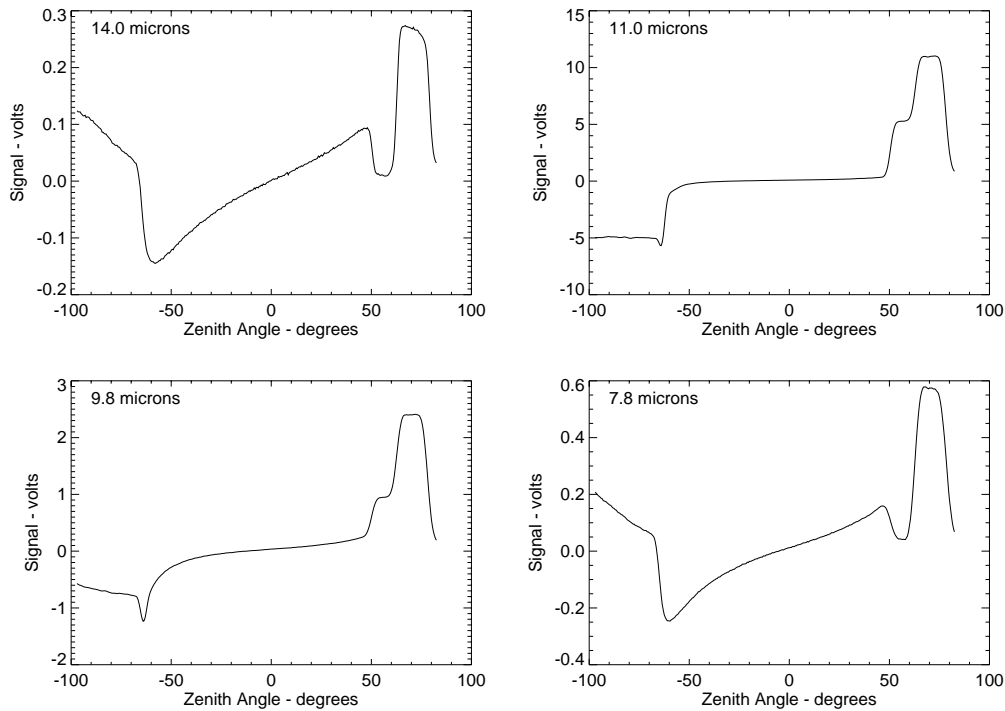 14.0 microns
0.3
0.2
0.1
0.0
-0.1
-0.2
Signal - volts
-100 -50 0 50 100
Zenith Angle - degrees
11.0 microns
15
10
5
0
-5
-10
Signal - volts
-100 -50 0 50 100
Zenith Angle - degrees
9.8 microns
3
2
1
0
-1
-2
Signal - volts
-100 -50 0 50 100
Zenith Angle - degrees
7.8 microns
0.6
0.4
0.2
0.0
-0.2
-0.4
Signal - volts
-100 -50 0 50 100
Zenith Angle - degrees